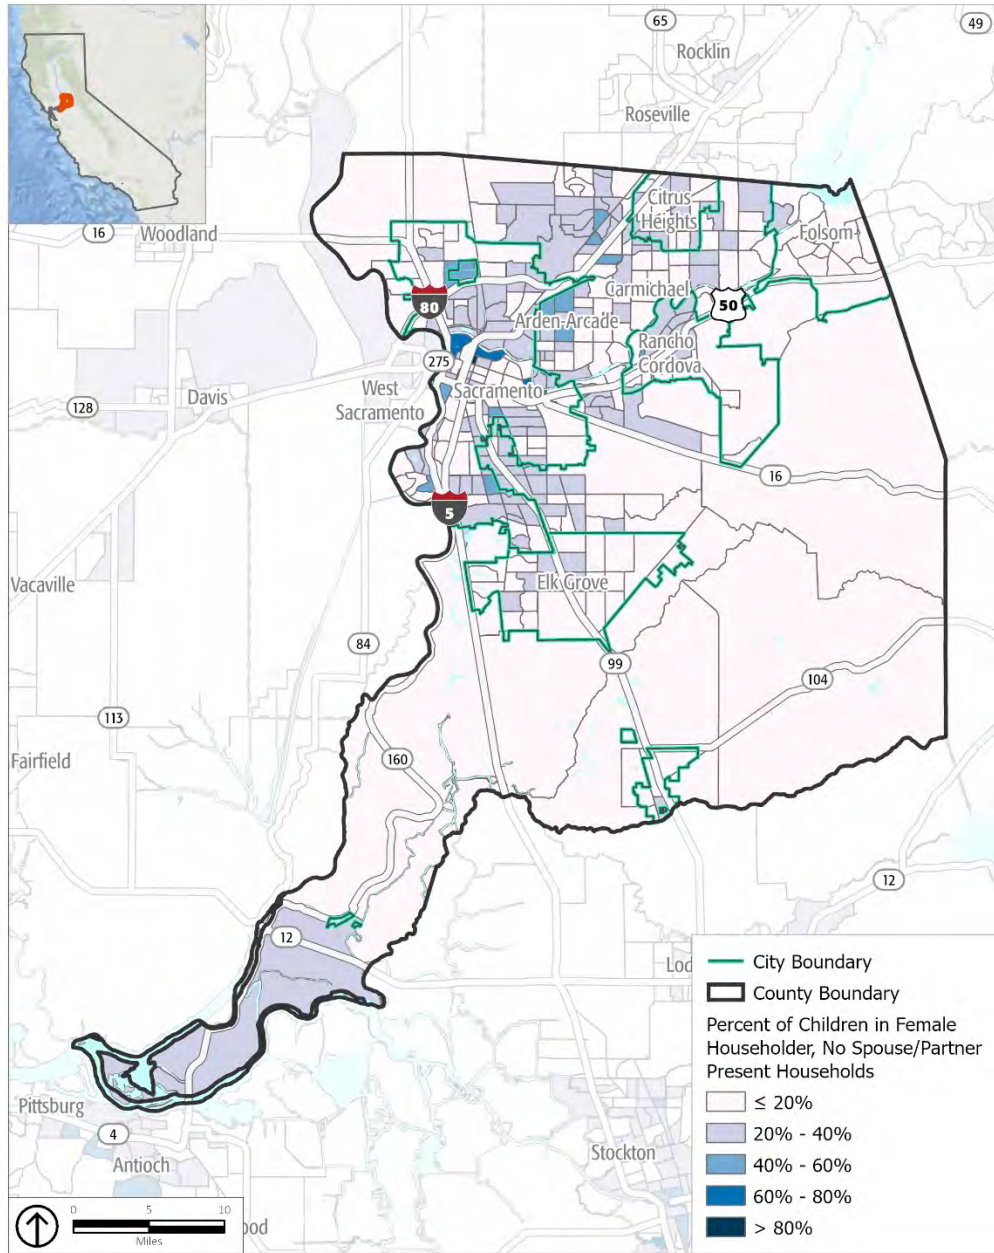 65
49
Rocklin
Roseville
16
Woodland
Citrus
Heights
Folsom
80
Carmichael
50
Arden-Arcade
Rancho
Cordova
275
West
Sacramento
Sacramento
Davis
128
16
5
Elk Grove
Vacaville
84
99
104
113
160
Fairfield
12
12
Lod
Pittsburg
4
Antioch
Stockton
ood
0 5 10
Miles
City Boundary
County Boundary
Percent of Children in Female
Householder, No Spouse/Partner
Present Households
≤ 20%
20% - 40%
40% - 60%
60% - 80%
> 80%